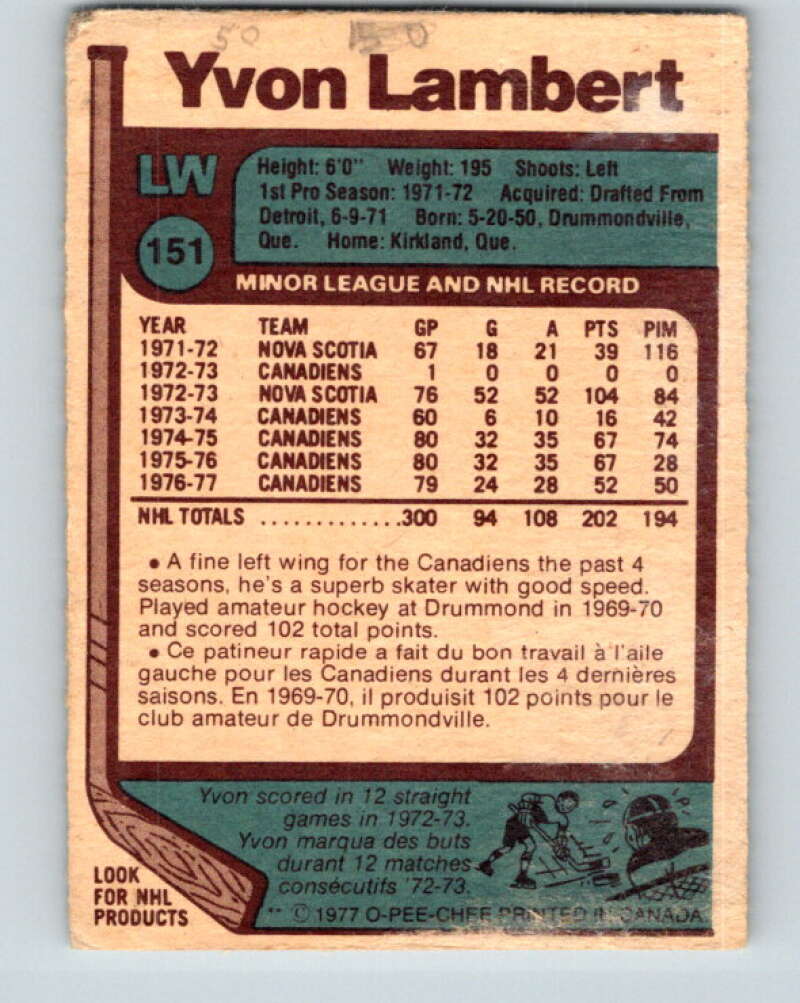 50 50
Yvon Lambert
LW
151
Height: 6'0" Weight: 195 Shoots: Left
1st Pro Season: 1971-72 Acquired: Drafted From
Detroit, 6-9-71 Born: 5-20-50, Drummondville,
Que. Home: Kirkland, Que.
MINOR LEAGUE AND NHL RECORD
YEAR TEAM GP G A PTS PIM
1971-72 NOVA SCOTIA 67 18 21 39 116
1972-73 CANADIENS 1 0 0 0 0
1972-73 NOVA SCOTIA 76 52 52 104 84
1973-74 CANADIENS 60 6 10 16 42
1974-75 CANADIENS 80 32 35 67 74
1975-76 CANADIENS 80 32 35 67 28
1976-77 CANADIENS 79 24 28 52 50
NHL TOTALS .............300 94 108 202 194
• A fine left wing for the Canadiens the past 4
seasons, he's a superb skater with good speed.
Played amateur hockey at Drummond in 1969-70
and scored 102 total points.
• Ce patineur rapide a fait du bon travail à l'aile
gauche pour les Canadiens durant les 4 dernières
saisons. En 1969-70, il produisit 102 points pour le
club amateur de Drummondville.
Yvon scored in 12 straight
games in 1972-73.
Yvon marqua des buts
durant 12 matches
consécutifs '72-73.
LOOK
FOR NHL
PRODUCTS
** © 1977 O-PEE-CHEE PRINTED IN CANADA